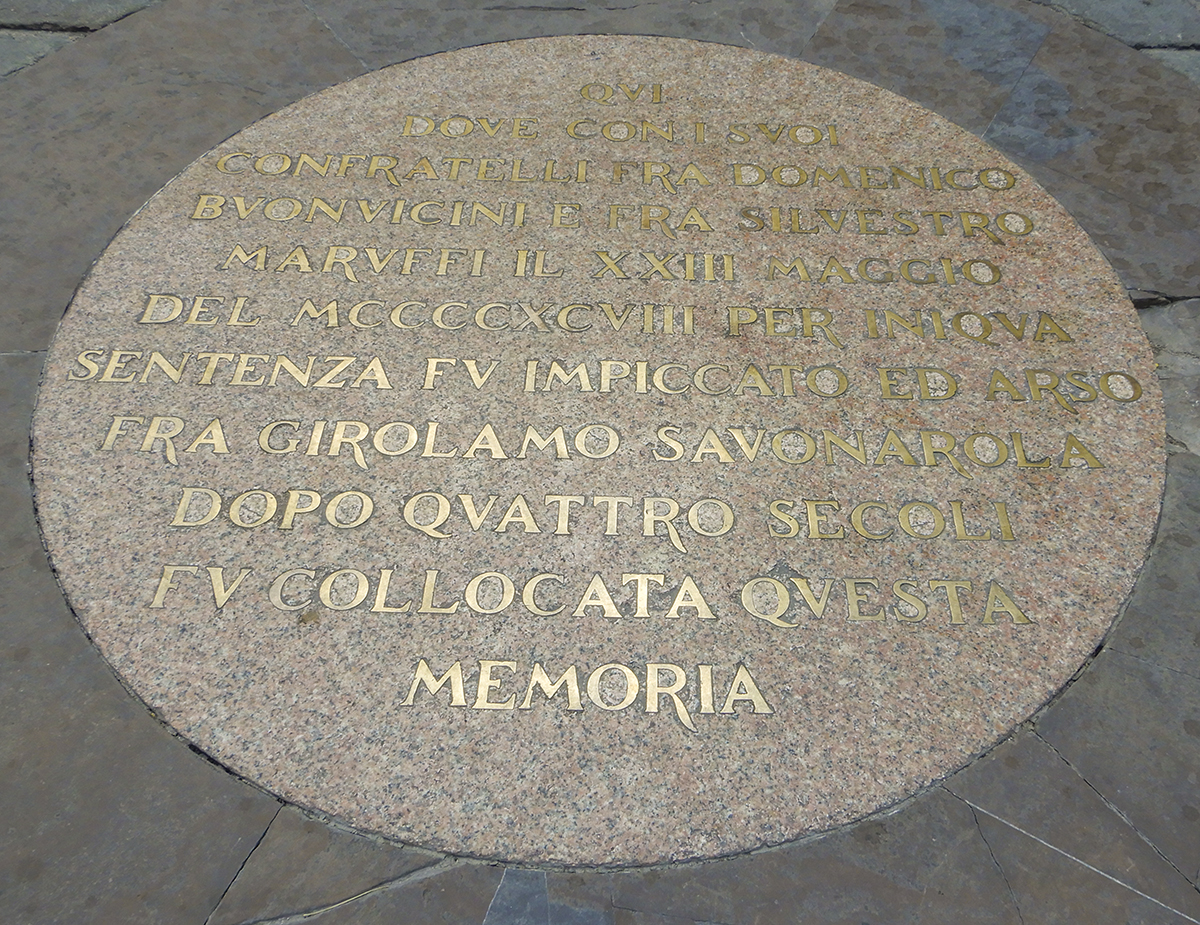 QVI
DOVE CON I SVOI
CONFRATELLI FRA DOMENICO
BVONVICINI E FRA SILVESTRO
MARVFFI IL XXIII MAGGIO
DEL MCCCCXCVIII PER INIQVA
SENTENZA FV IMPICCATO ED ARSO
FRA GIROLAMO SAVONAROLA
DOPO QVATTRO SECOLI
FV COLLOCATA QVESTA
MEMORIA